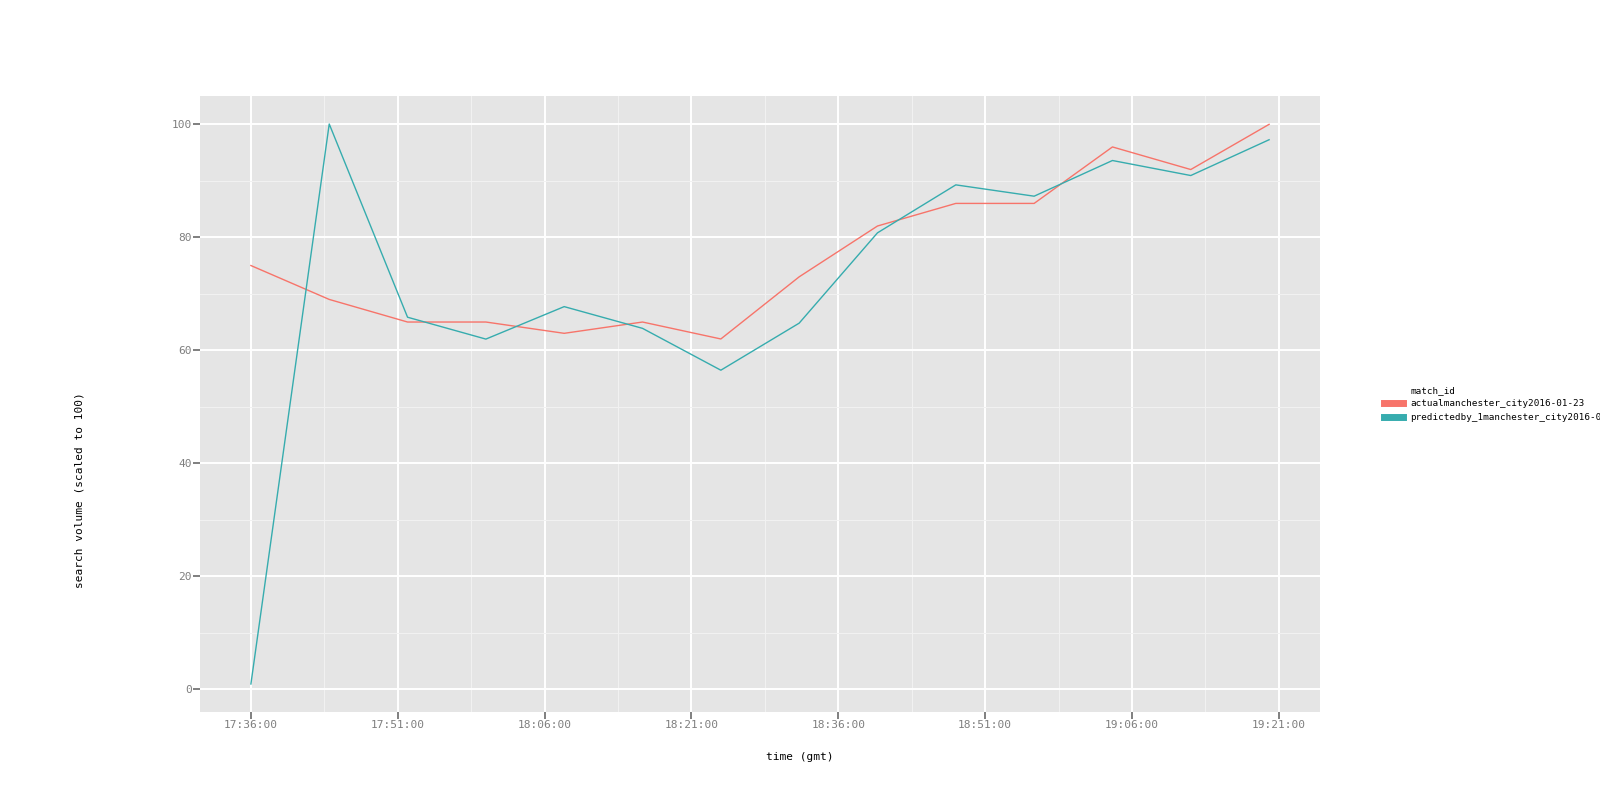 100
80
60
40
20
0
search volume (scaled to 100)
17:36:00 17:51:00 18:06:00 18:21:00 18:36:00 18:51:00 19:06:00 19:21:00
time (gmt)
match_id
actualmanchester_city2016-01-23
predictedby_1manchester_city2016-0